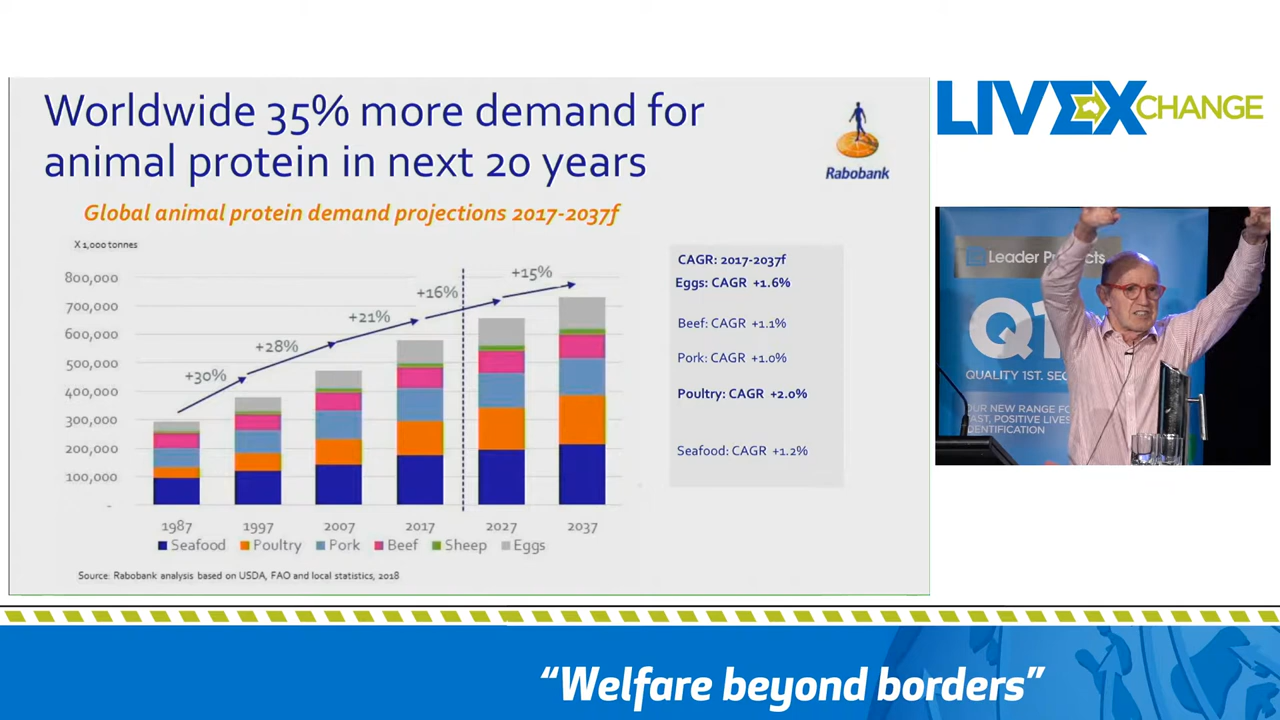 Worldwide 35% more demand for
animal protein in next 20 years
Rabobank
Global animal protein demand projections 2017-2037f
X 1,000 tonnes
800,000
700,000
600,000
500,000
400,000
300,000
200,000
100,000
-
+30%
+28%
+21%
+16%
+15%
1987 1997 2007 2017 2027 2037
Seafood Poultry Pork Beef Sheep Eggs
Source: Rabobank analysis based on USDA, FAO and local statistics, 2018
CAGR: 2017-2037f
Eggs: CAGR +1.6%
Beef: CAGR +1.1%
Pork: CAGR +1.0%
Poultry: CAGR +2.0%
Seafood: CAGR +1.2%
LIVEXCHANGE
Leader
Q1
QUALITY 1ST.
OUR NEW RANGE
POSITIVE
IDENTIFICATION
“Welfare beyond borders”